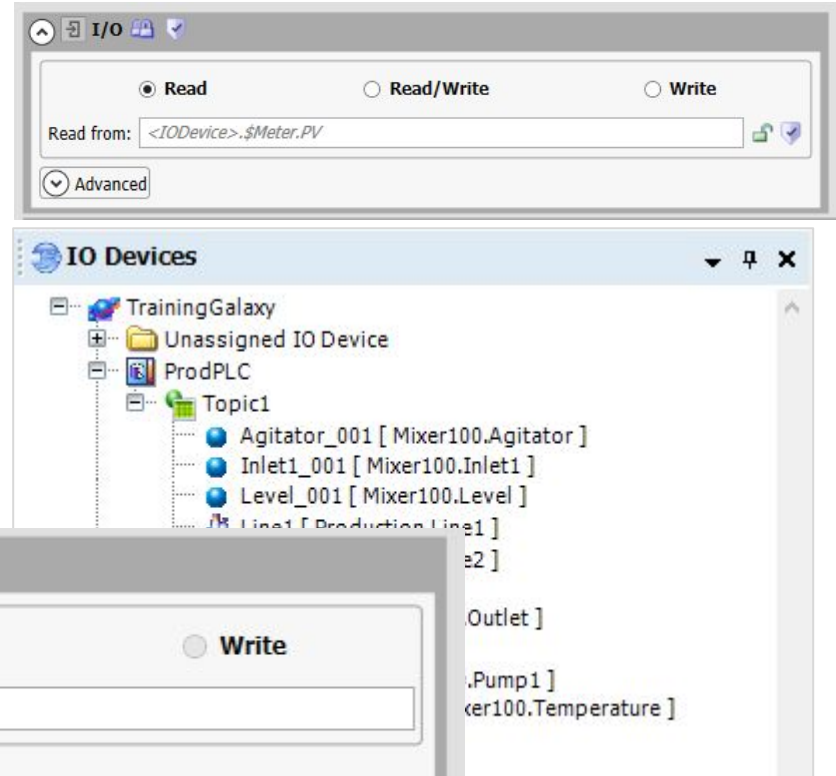 I/O
Read Read/Write Write
Read from: <IODevice>.$Meter.PV
Advanced
IO Devices
TrainingGalaxy
Unassigned IO Device
ProdPLC
Topic1
Agitator_001 [ Mixer100.Agitator ]
Inlet1_001 [ Mixer100.Inlet1 ]
Level_001 [ Mixer100.Level ]
Line1 [ Production Line1 ]
e2 ]
.Outlet ]
Write
.Pump1 ]
xer100.Temperature ]